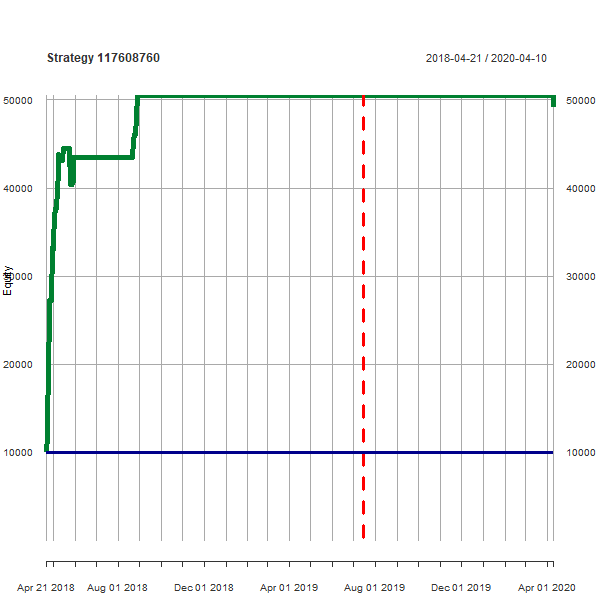 Strategy 117608760
2018-04-21 / 2020-04-10
50000 50000
40000 40000
Equity
30000 30000
20000 20000
10000 10000
Apr 21 2018 Aug 01 2018 Dec 01 2018 Apr 01 2019 Aug 01 2019 Dec 01 2019 Apr 01 2020